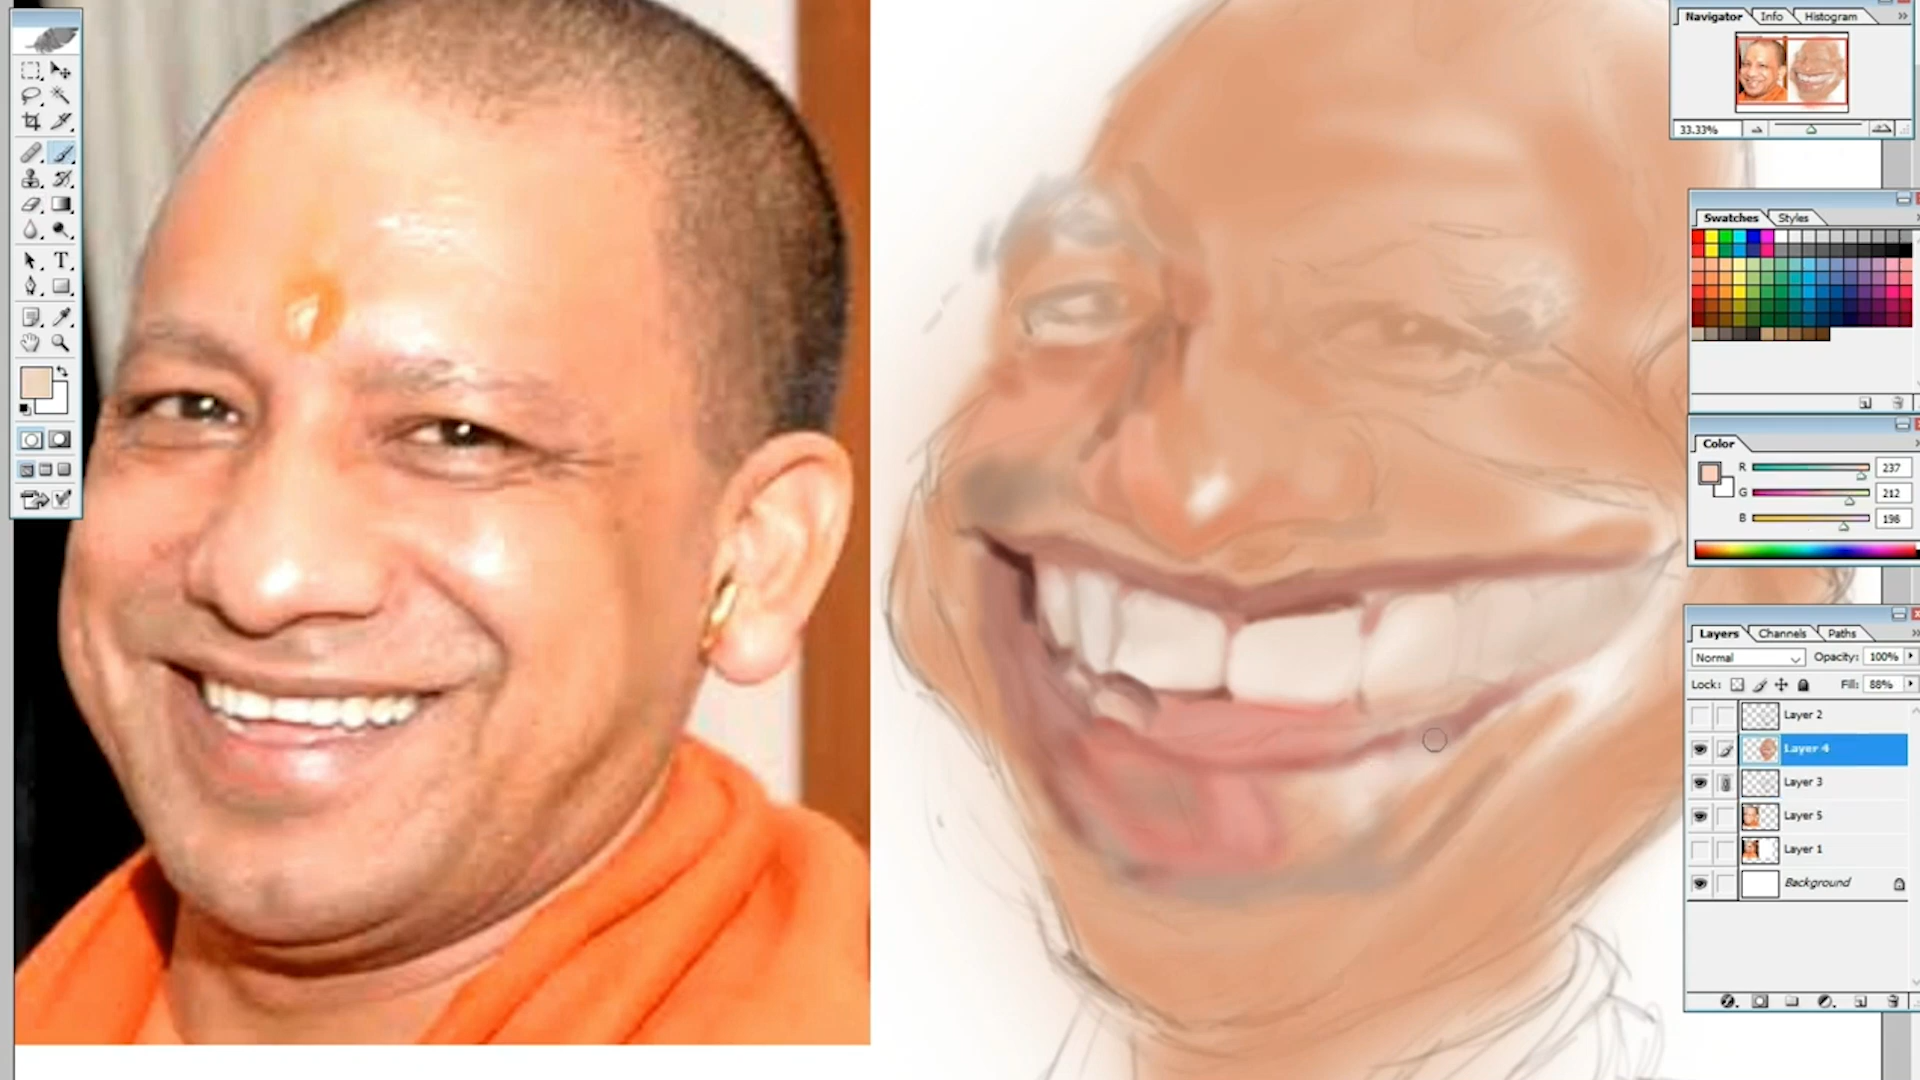 Navigator Info Histogram
33.33%
Swatches Styles
Color
R 237
G 212
B 198
Layers Channels Paths
Normal Opacity: 100%
Lock: Fill: 88%
Layer 2
Layer 4
Layer 3
Layer 5
Layer 1
Background
T